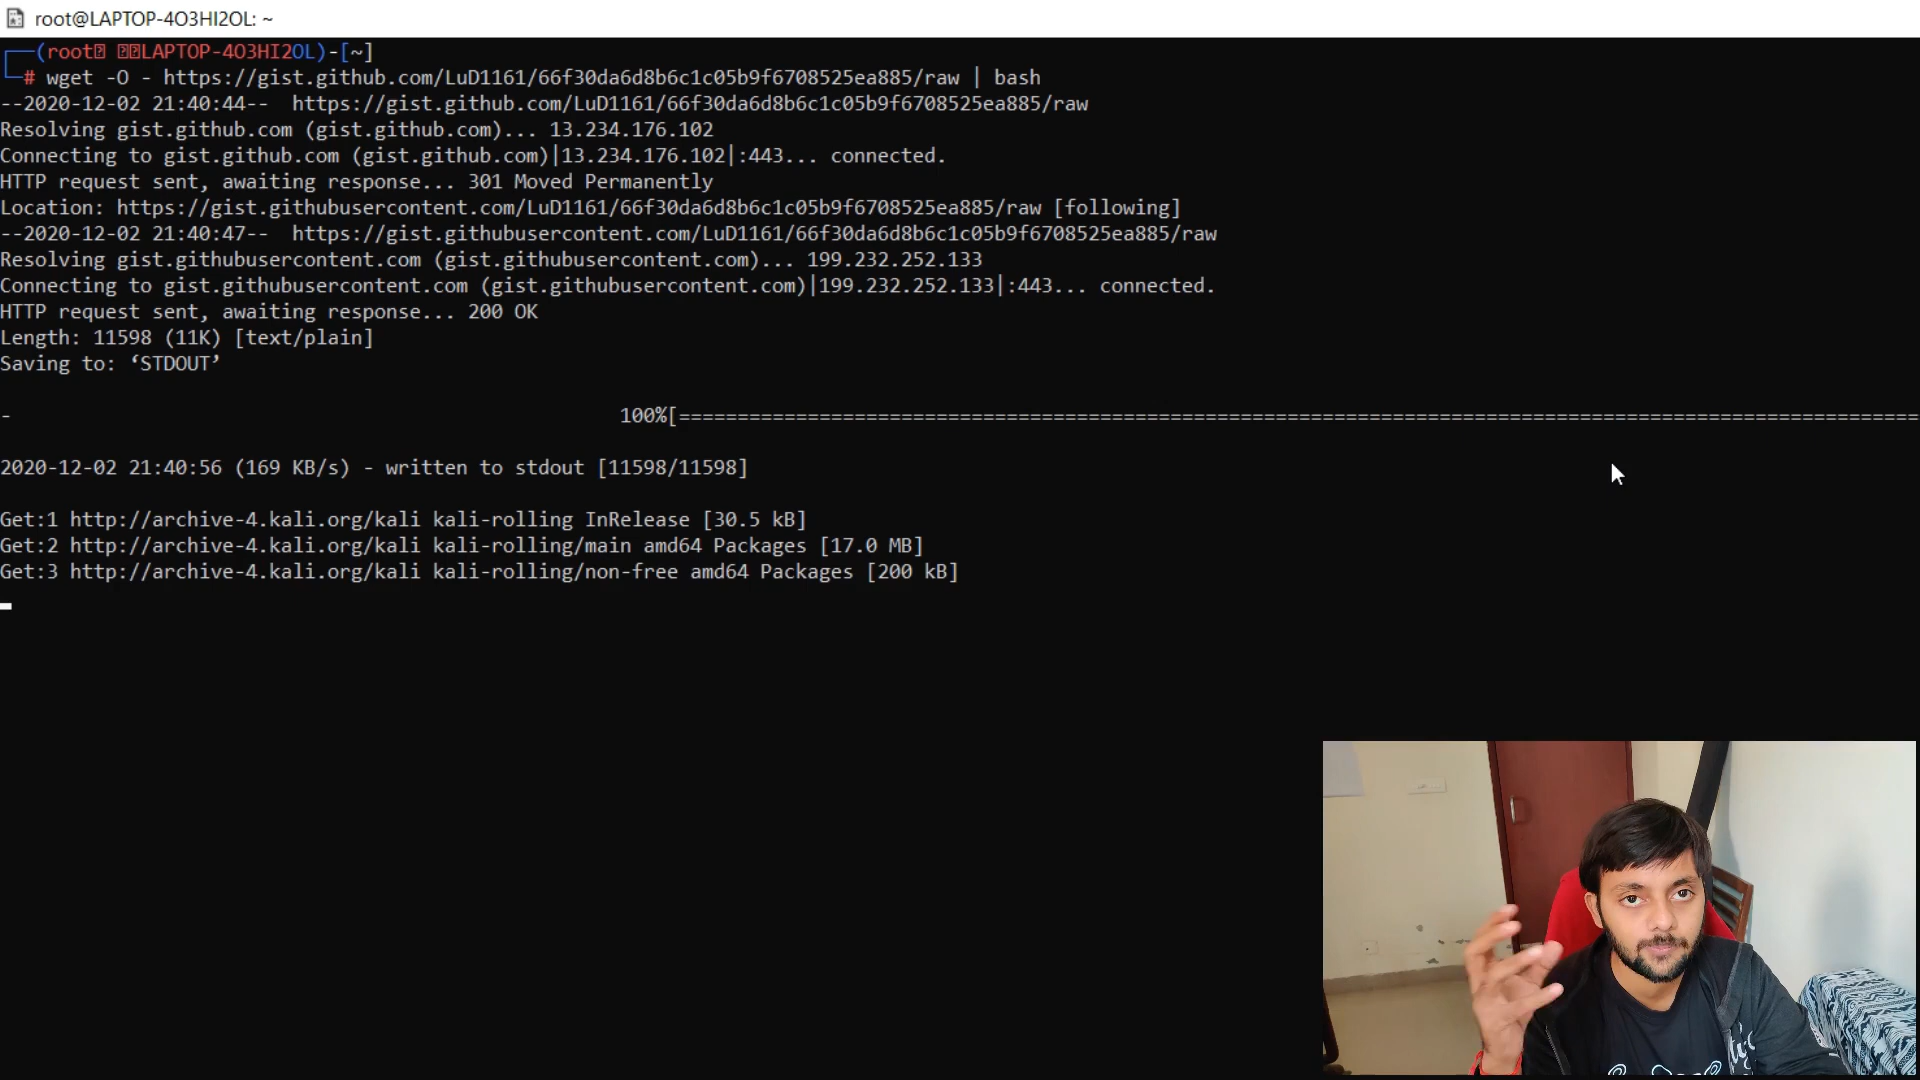 root@LAPTOP-4O3HI2OL: ~
┌──(root㉿ LAPTOP-4O3HI2OL)-[~]
└─# wget -O - https://gist.github.com/LuD1161/66f30da6d8b6c1c05b9f6708525ea885/raw | bash
--2020-12-02 21:40:44--  https://gist.github.com/LuD1161/66f30da6d8b6c1c05b9f6708525ea885/raw
Resolving gist.github.com (gist.github.com)... 13.234.176.102
Connecting to gist.github.com (gist.github.com)|13.234.176.102|:443... connected.
HTTP request sent, awaiting response... 301 Moved Permanently
Location: https://gist.githubusercontent.com/LuD1161/66f30da6d8b6c1c05b9f6708525ea885/raw [following]
--2020-12-02 21:40:47--  https://gist.githubusercontent.com/LuD1161/66f30da6d8b6c1c05b9f6708525ea885/raw
Resolving gist.githubusercontent.com (gist.githubusercontent.com)... 199.232.252.133
Connecting to gist.githubusercontent.com (gist.githubusercontent.com)|199.232.252.133|:443... connected.
HTTP request sent, awaiting response... 200 OK
Length: 11598 (11K) [text/plain]
Saving to: ‘STDOUT’
- 100%[==========================================================================================================
2020-12-02 21:40:56 (169 KB/s) - written to stdout [11598/11598]
Get:1 http://archive-4.kali.org/kali kali-rolling InRelease [30.5 kB]
Get:2 http://archive-4.kali.org/kali kali-rolling/main amd64 Packages [17.0 MB]
Get:3 http://archive-4.kali.org/kali kali-rolling/non-free amd64 Packages [200 kB]